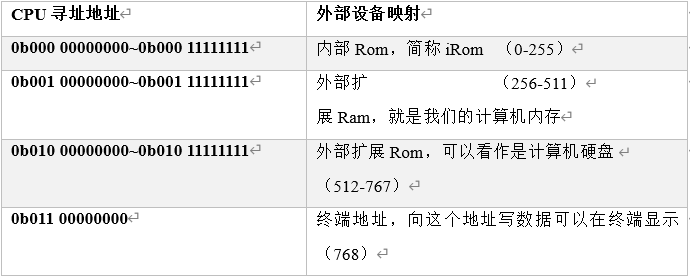 CPU 寻址地址 外部设备映射
0b000 00000000~0b000 11111111 内部 Rom，简称 iRom （0-255）
0b001 00000000~0b001 11111111 外部扩 （256-511）
展 Ram，就是我们的计算机内存
0b010 00000000~0b010 11111111 外部扩展 Rom，可以看作是计算机硬盘
（512-767）
0b011 00000000 终端地址，向这个地址写数据可以在终端显示
（768）